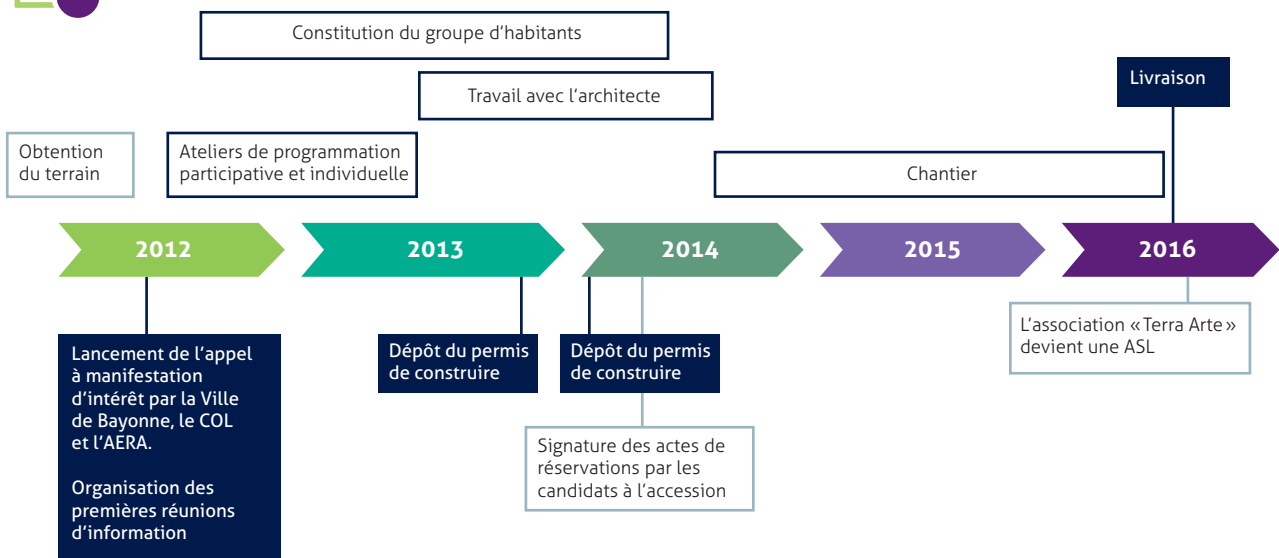 Constitution du groupe d'habitants
Travail avec l'architecte
Livraison
Obtention
du terrain
Ateliers de programmation
participative et individuelle
Chantier
2012
2013
2014
2015
2016
Lancement de l'appel
à manifestation
d'intérêt par la Ville
de Bayonne, le COL
et l'AERA.
Organisation des
premières réunions
d'information
Dépôt du permis
de construire
Dépôt du permis
de construire
Signature des actes de
réservations par les
candidats à l'accession
L'association « Terra Arte »
devient une ASL